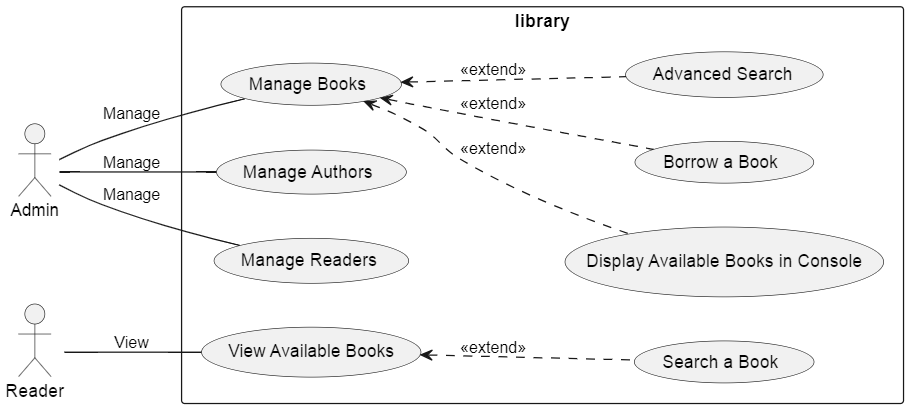 library
«extend»
Manage Books
Advanced Search
Manage
«extend»
«extend»
Borrow a Book
Manage
Manage Authors
Manage
Admin
Manage Readers
Display Available Books in Console
View
«extend»
View Available Books
Search a Book
Reader